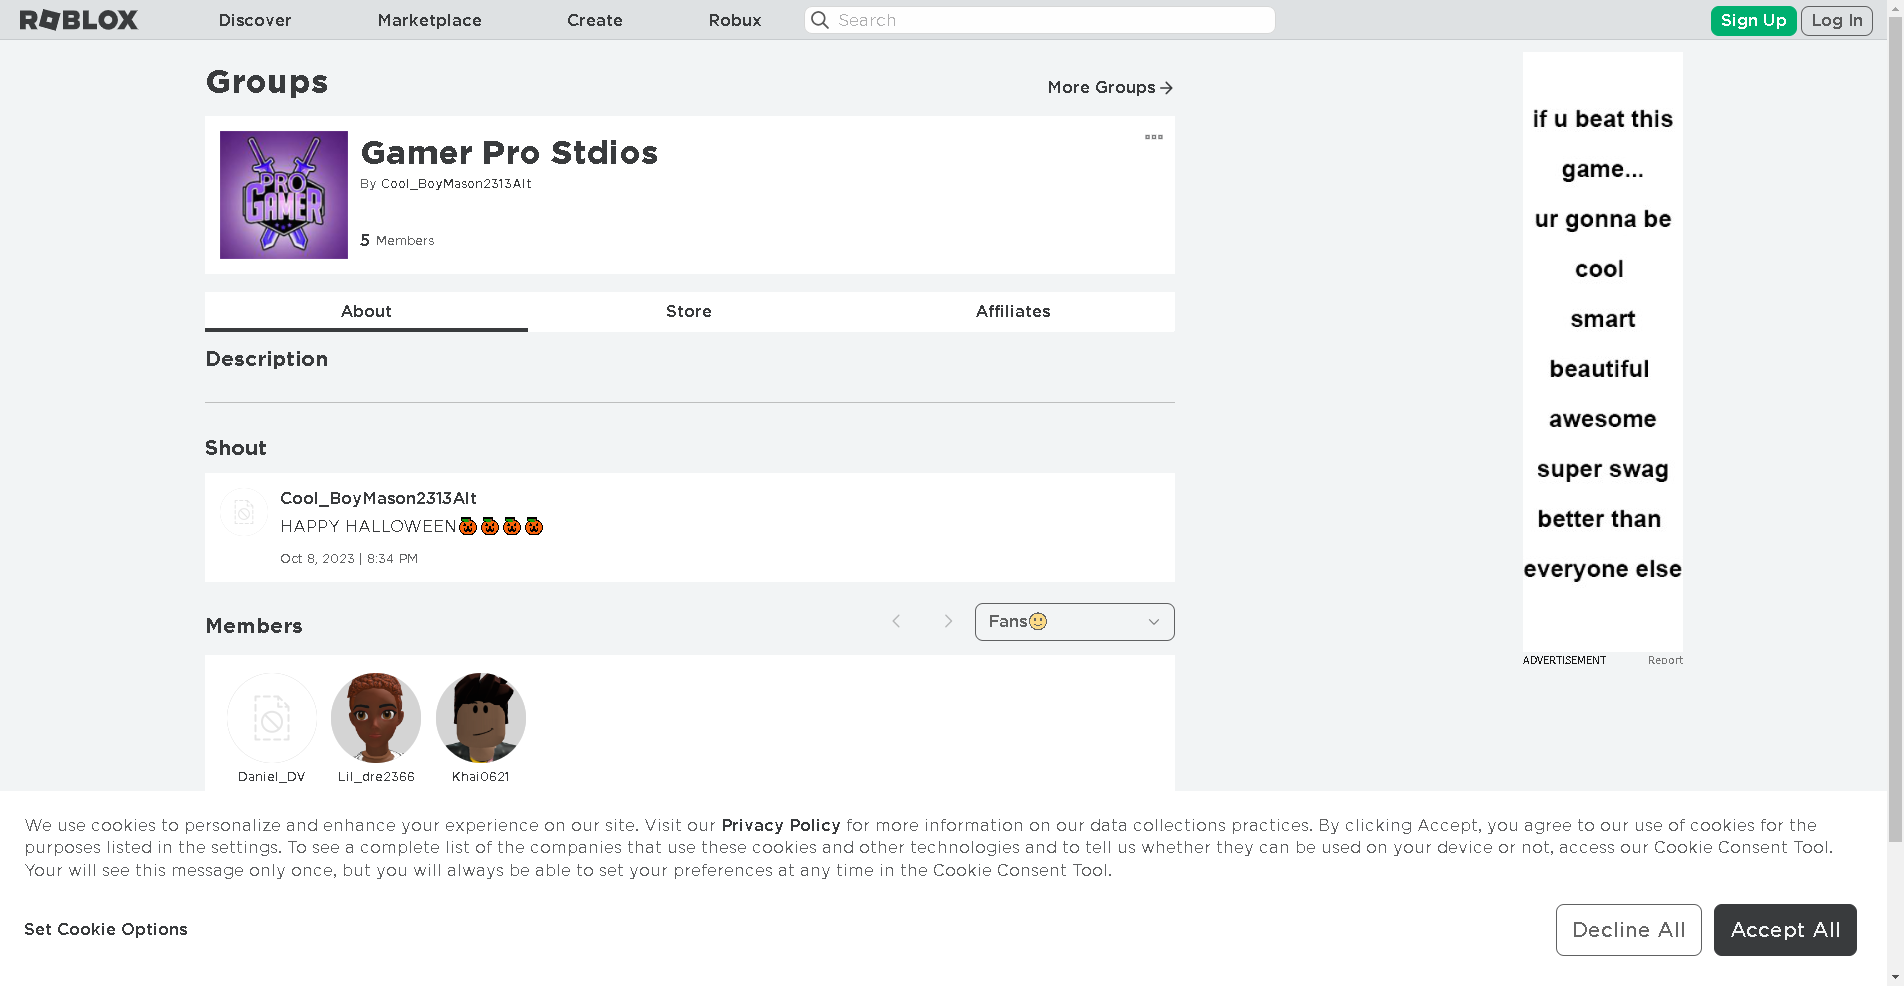 ROBLOX
Discover
Marketplace
Create
Robux
Search
Sign Up
Log In
Groups
More Groups
PRO
GAMER
Gamer Pro Stdios
By Cool_BoyMason2313Alt
5 Members
About
Store
Affiliates
Description
Shout
Cool_BoyMason2313Alt
HAPPY HALLOWEEN🎃🎃🎃🎃
Oct 8, 2023 | 8:34 PM
Members
Fans🙂
Daniel_DV
Lil_dre2366
Khai0621
if u beat this
game...
ur gonna be
cool
smart
beautiful
awesome
super swag
better than
everyone else
ADVERTISEMENT
Report
We use cookies to personalize and enhance your experience on our site. Visit our Privacy Policy for more information on our data collections practices. By clicking Accept, you agree to our use of cookies for the
purposes listed in the settings. To see a complete list of the companies that use these cookies and other technologies and to tell us whether they can be used on your device or not, access our Cookie Consent Tool.
Your will see this message only once, but you will always be able to set your preferences at any time in the Cookie Consent Tool.
Set Cookie Options
Decline All
Accept All